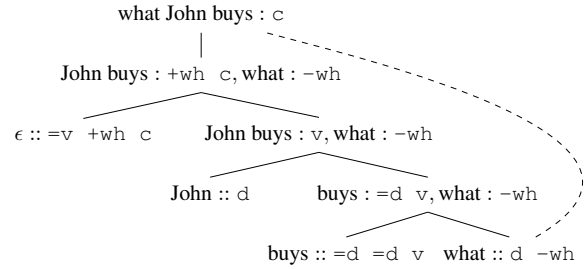 what John buys : c
John buys : +wh c, what : -wh
ϵ :: =v +wh c John buys : v, what : -wh
John :: d buys : =d v, what : -wh
buys :: =d =d v what :: d -wh